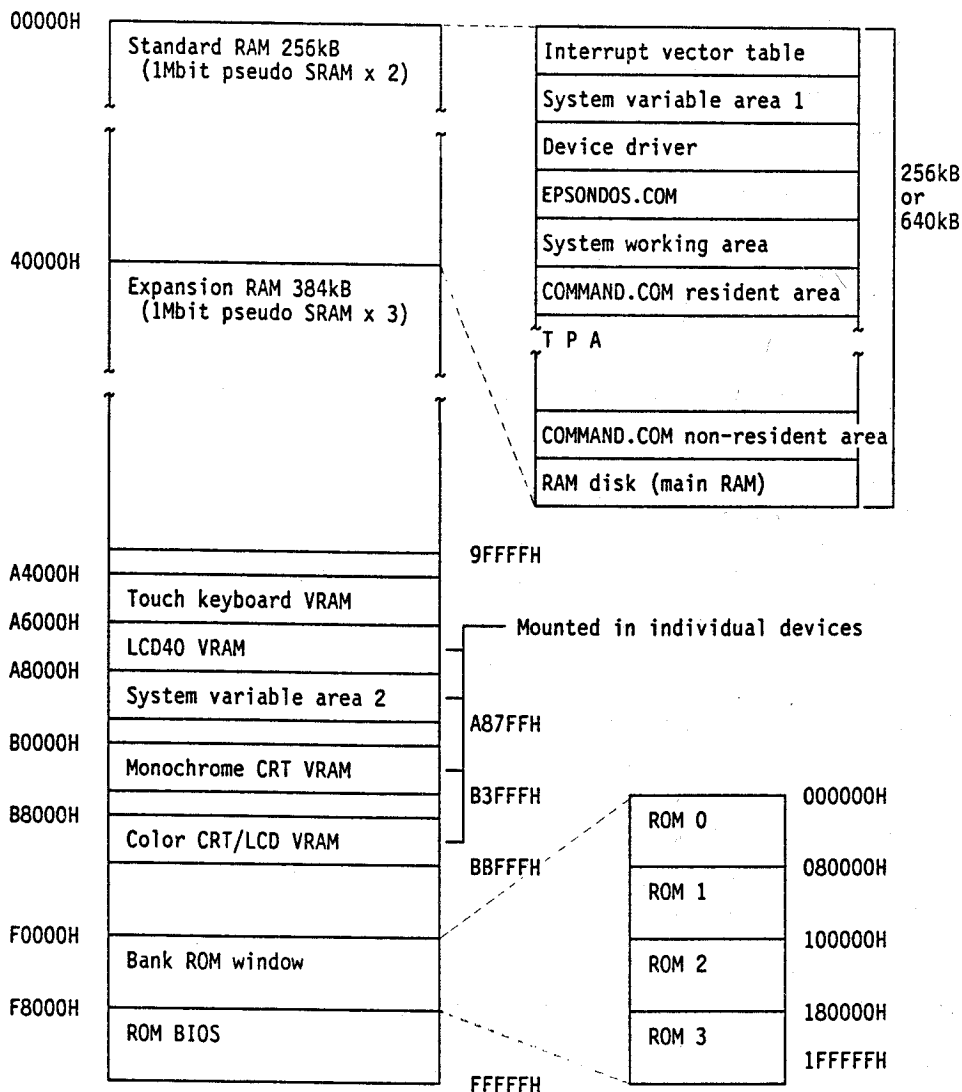 00000H
Standard RAM 256kB
(1Mbit pseudo SRAM x 2)
40000H
Expansion RAM 384kB
(1Mbit pseudo SRAM x 3)
9FFFFH
A4000H
Touch keyboard VRAM
A6000H
LCD40 VRAM
A8000H
System variable area 2
A87FFH
B0000H
Monochrome CRT VRAM
B3FFFH
B8000H
Color CRT/LCD VRAM
BBFFFH
F0000H
Bank ROM window
F8000H
ROM BIOS
FFFFFH
Interrupt vector table
System variable area 1
Device driver
EPSONDOS.COM
System working area
COMMAND.COM resident area
T P A
COMMAND.COM non-resident area
RAM disk (main RAM)
256kB
or
640kB
Mounted in individual devices
000000H
ROM 0
080000H
ROM 1
100000H
ROM 2
180000H
ROM 3
1FFFFFH